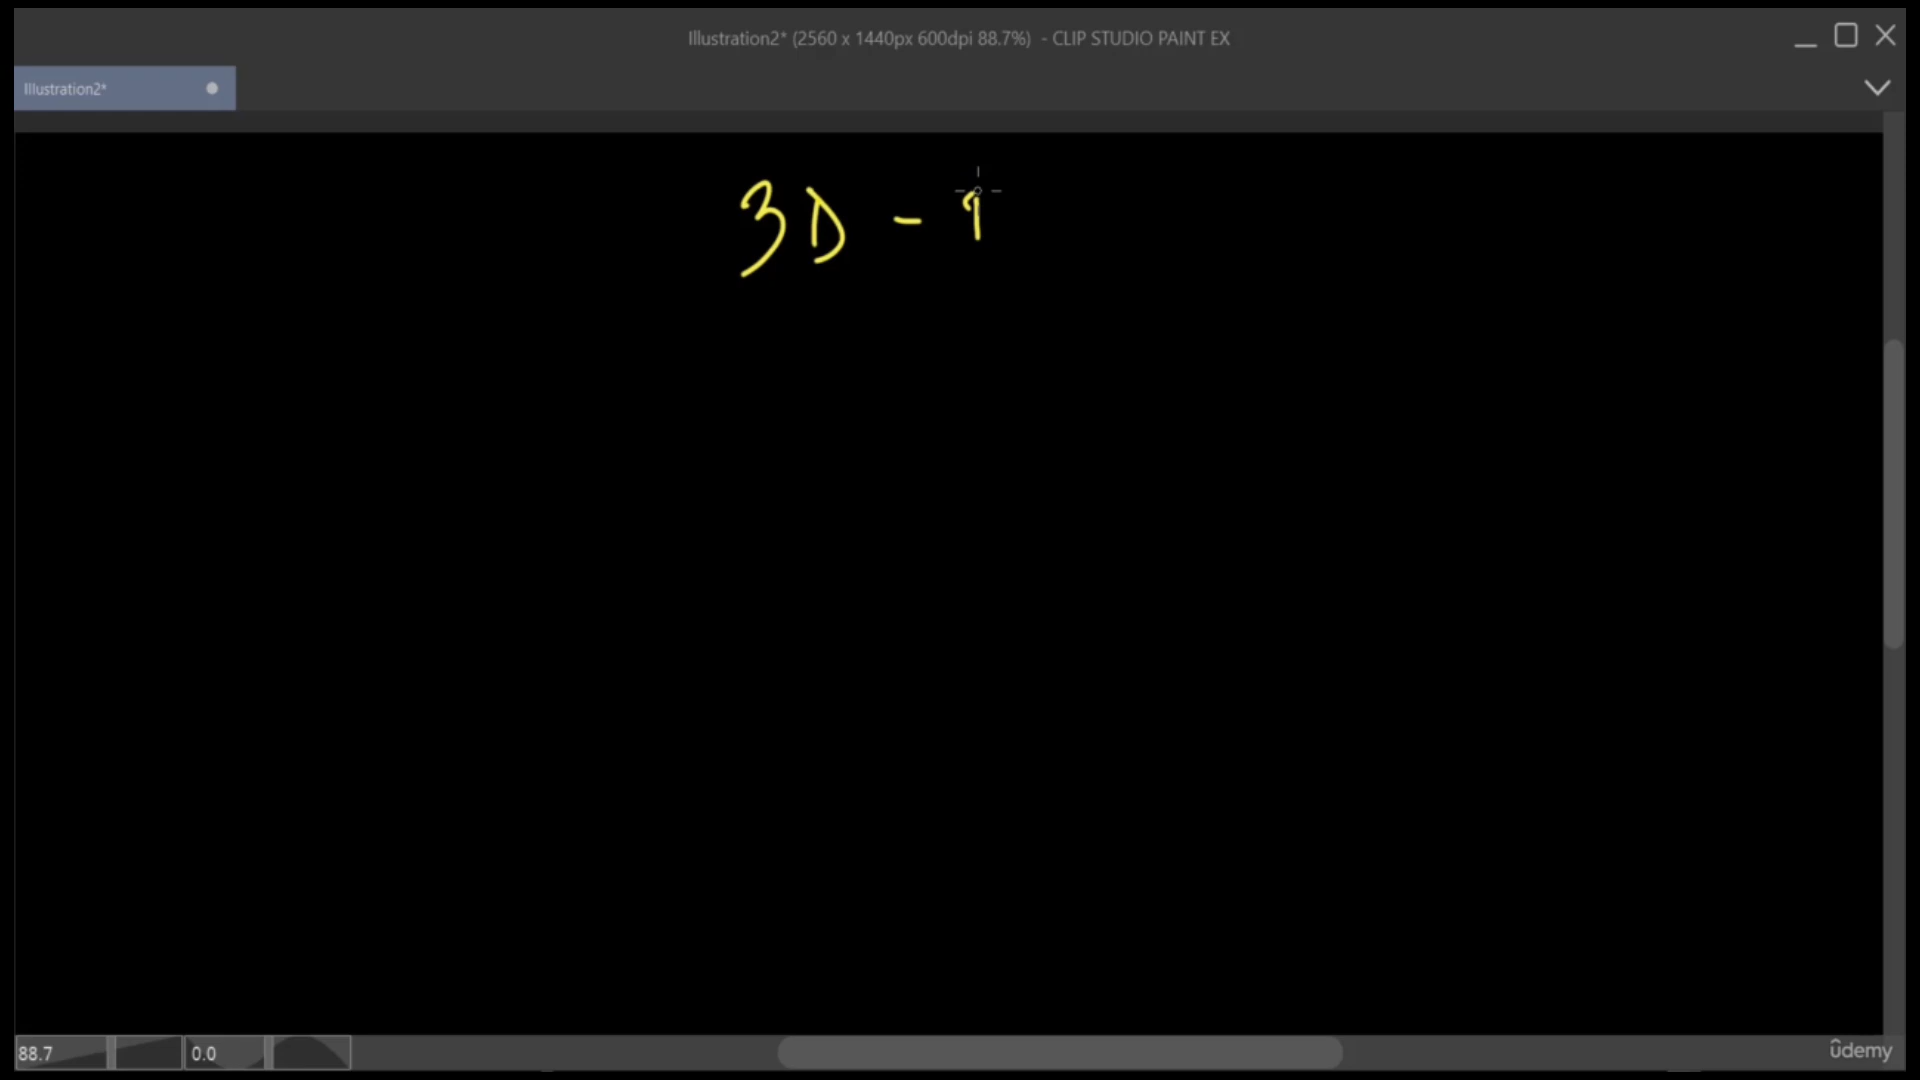 Illustration2* (2560 x 1440px 600dpi 88.7%) - CLIP STUDIO PAINT EX
Illustration2*
3D -
88.7
0.0
ûdemy